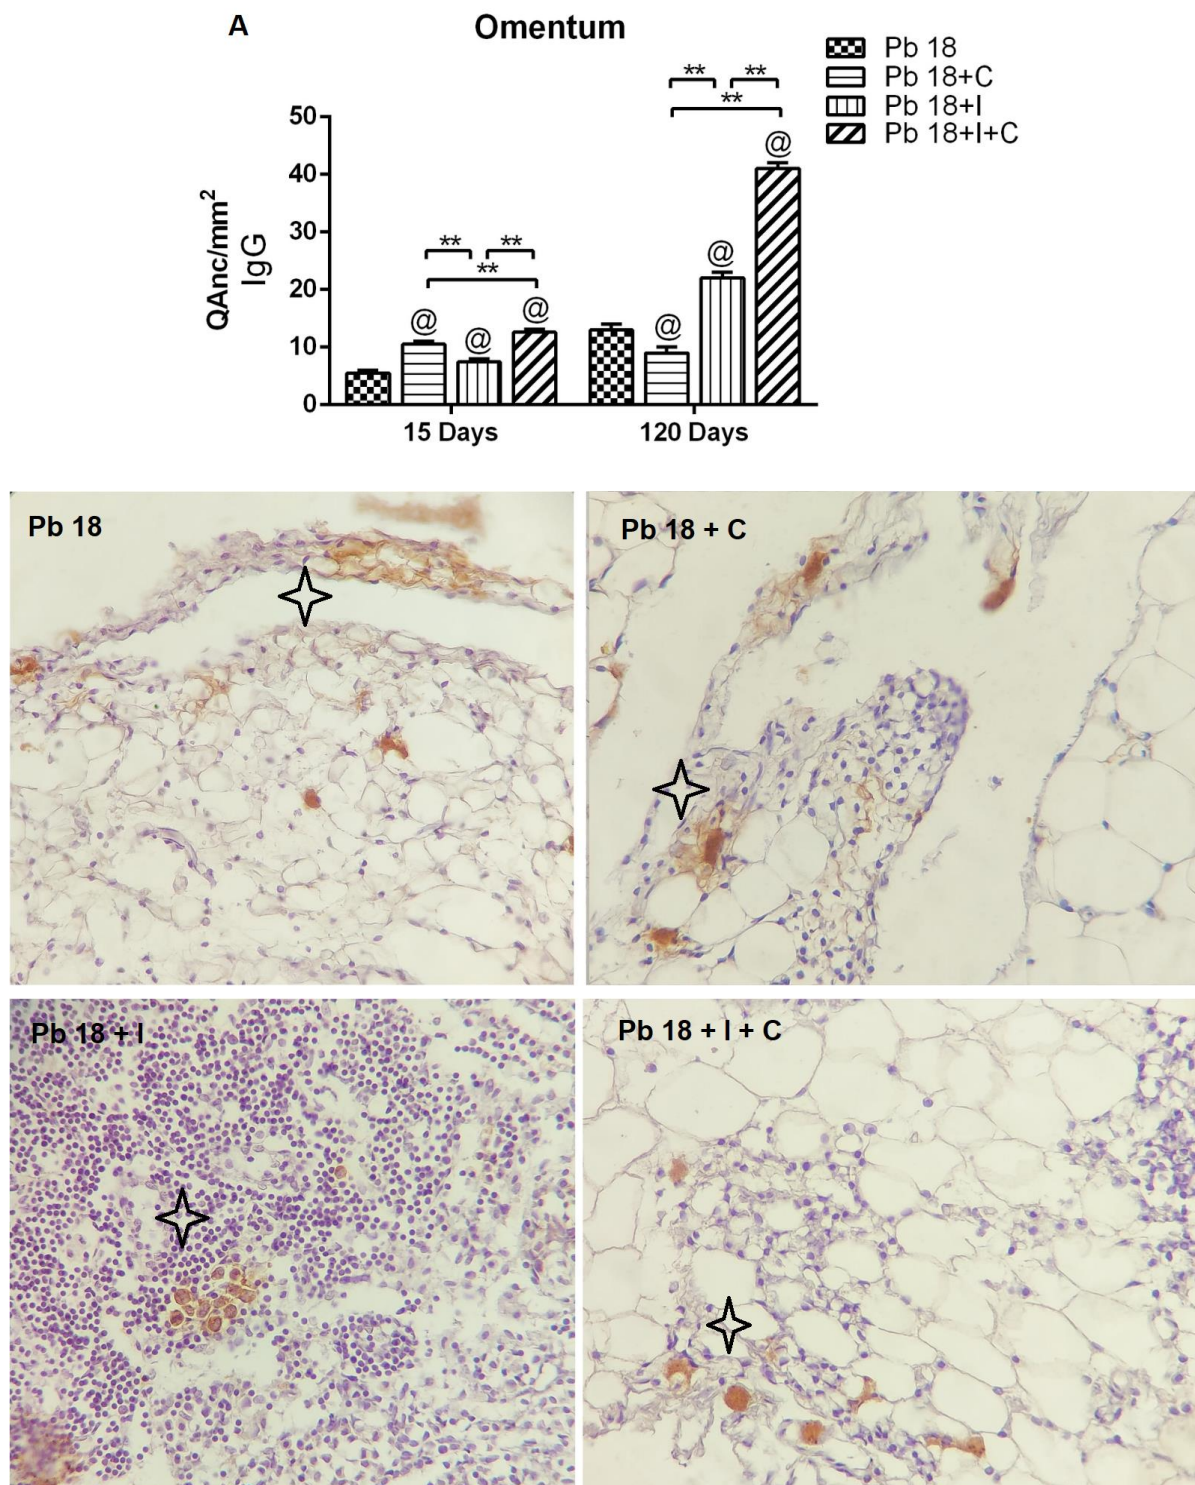 A
Omentum
Pb 18
Pb 18+C
Pb 18+I
Pb 18+I+C
** **
**
50
40
30
20
10
0
QAnc/mm²
IgG
@
@
@
** **
**
@ @ @
15 Days
120 Days
Pb 18
Pb 18 + C
Pb 18 + I
Pb 18 + I + C